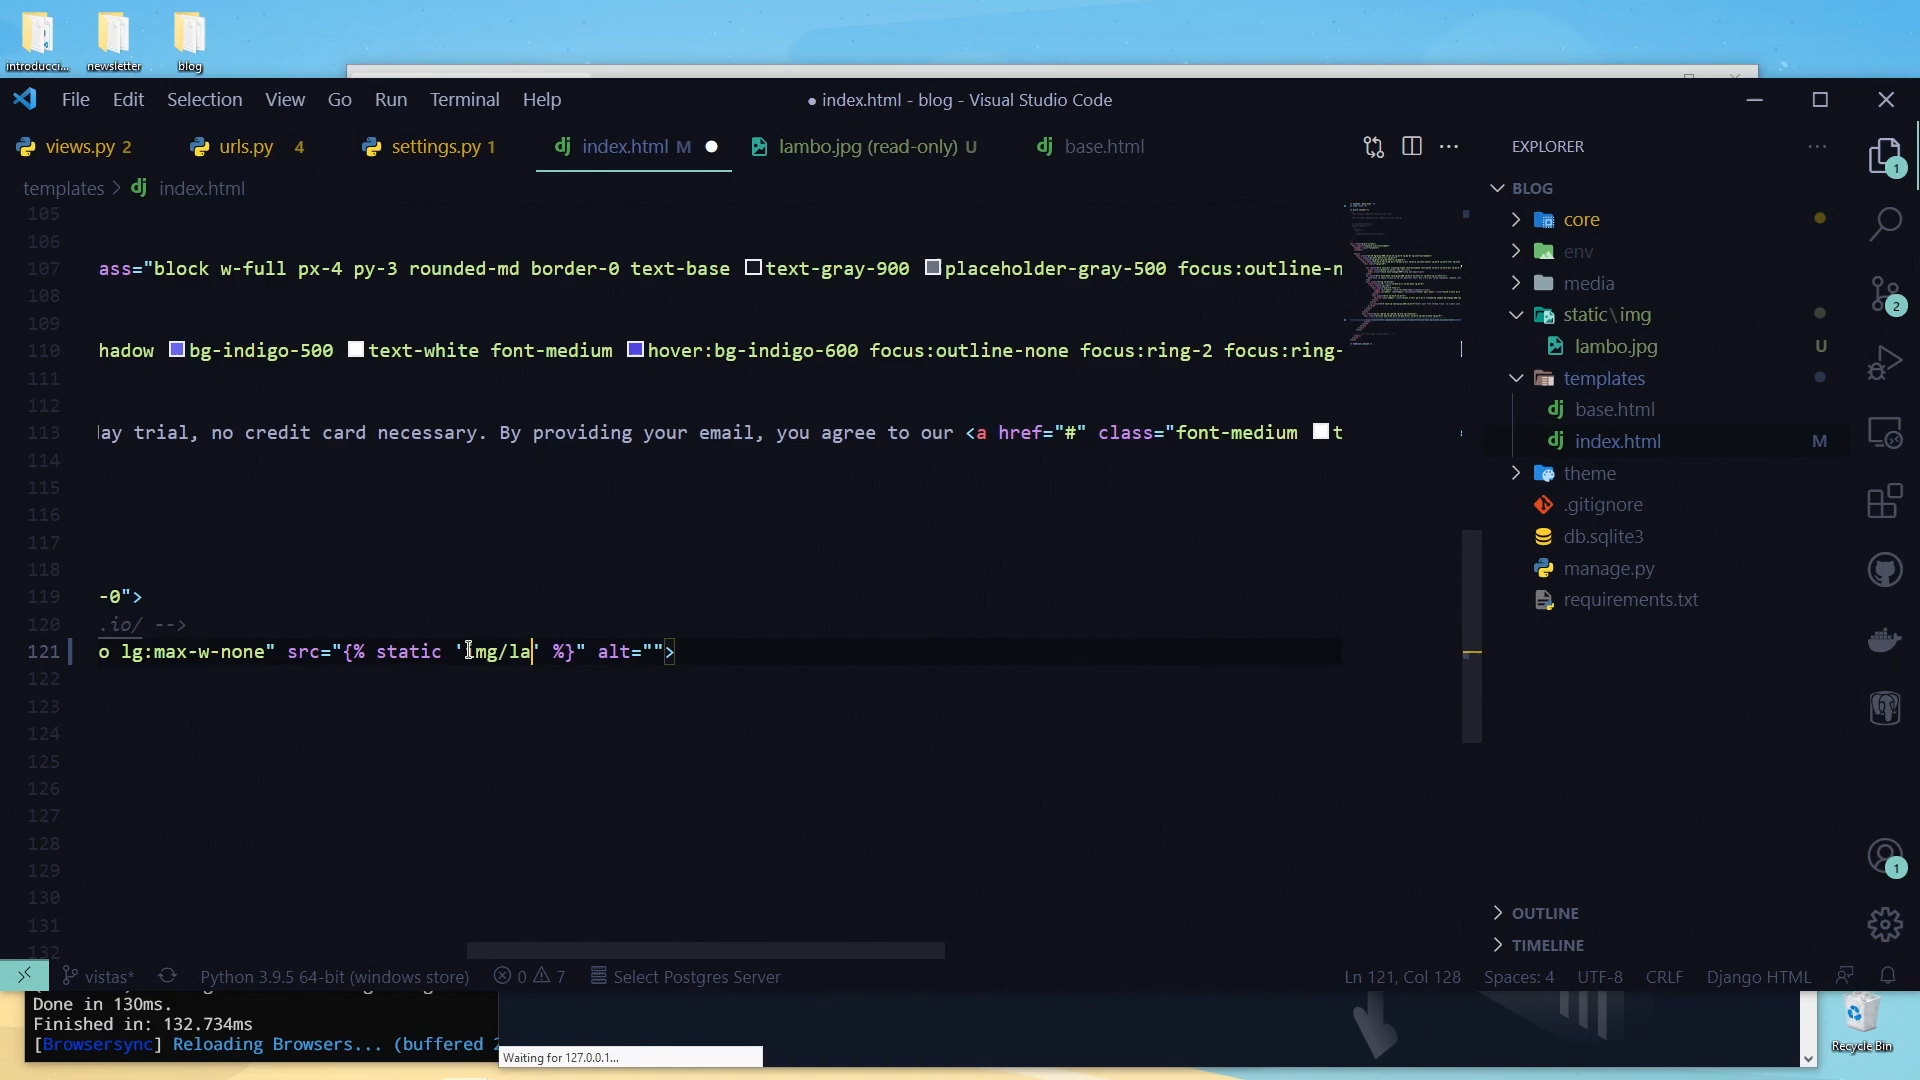 introducci...
newsletter
blog
File Edit Selection View Go Run Terminal Help
● index.html - blog - Visual Studio Code
views.py 2
urls.py 4
settings.py 1
index.html M
lambo.jpg (read-only) U
base.html
templates > index.html
105
106
107 ass="block w-full px-4 py-3 rounded-md border-0 text-base text-gray-900 placeholder-gray-500 focus:outline-n
108
109
110 hadow bg-indigo-500 text-white font-medium hover:bg-indigo-600 focus:outline-none focus:ring-2 focus:ring-
111
112
113 lay trial, no credit card necessary. By providing your email, you agree to our <a href="#" class="font-medium t
114
115
116
117
118
119 -0">
120 .io/ -->
121 o lg:max-w-none" src="{% static 'img/la' %}" alt="">
122
123
124
125
126
127
128
129
130
131
132
EXPLORER
BLOG
core
env
media
static\img
lambo.jpg U
templates
base.html
index.html M
theme
.gitignore
db.sqlite3
manage.py
requirements.txt
OUTLINE
TIMELINE
1
2
1
vistas* Python 3.9.5 64-bit (windows store) 0 7 Select Postgres Server
Ln 121, Col 128 Spaces: 4 UTF-8 CRLF Django HTML
Done in 130ms.
Finished in: 132.734ms
[Browsersync] Reloading Browsers... (buffered 2
Waiting for 127.0.0.1...
Recycle Bin